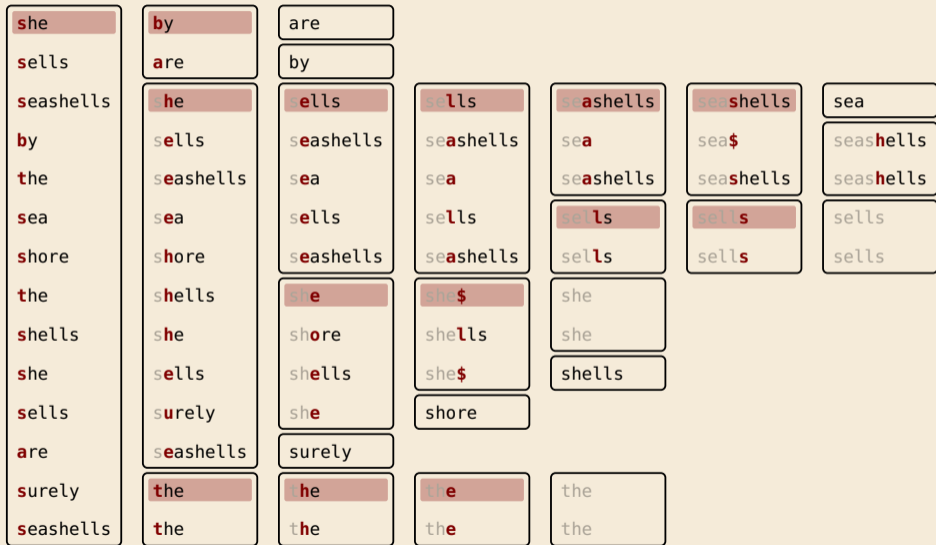 she by are
sells are by
seashells she sells sells seashells seashells sea
by sells seashells seashells sea sea$ seashells
the seashells sea sea seashells seashells seashells
sea sea sells sells sells sells sells
shore shore seashells seashells sells sells sells
the shells she she$ she
shells she shore shells she
she sells shells she$ shells
sells surely she shore
are seashells surely
surely the the the the
seashells the the the the